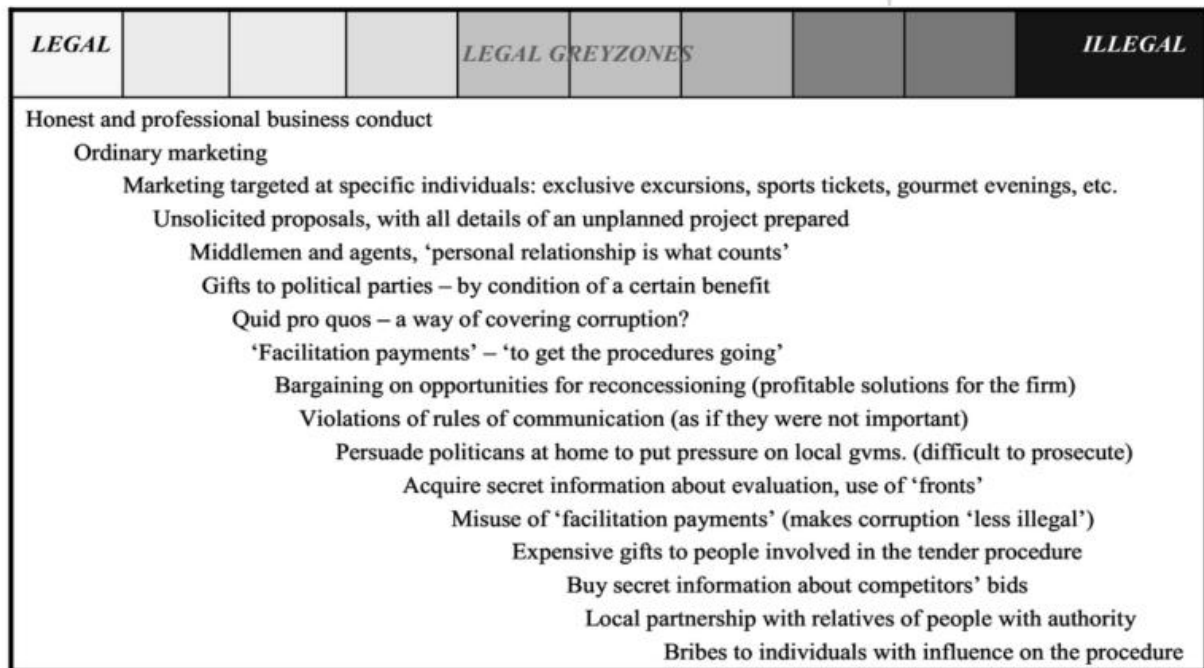 LEGAL
LEGAL GREYZONES
ILLEGAL
Honest and professional business conduct
Ordinary marketing
Marketing targeted at specific individuals: exclusive excursions, sports tickets, gourmet evenings, etc.
Unsolicited proposals, with all details of an unplanned project prepared
Middlemen and agents, ‘personal relationship is what counts’
Gifts to political parties – by condition of a certain benefit
Quid pro quos – a way of covering corruption?
‘Facilitation payments’ – ‘to get the procedures going’
Bargaining on opportunities for reconcessioning (profitable solutions for the firm)
Violations of rules of communication (as if they were not important)
Persuade politicans at home to put pressure on local gvms. (difficult to prosecute)
Acquire secret information about evaluation, use of ‘fronts’
Misuse of ‘facilitation payments’ (makes corruption ‘less illegal’)
Expensive gifts to people involved in the tender procedure
Buy secret information about competitors’ bids
Local partnership with relatives of people with authority
Bribes to individuals with influence on the procedure